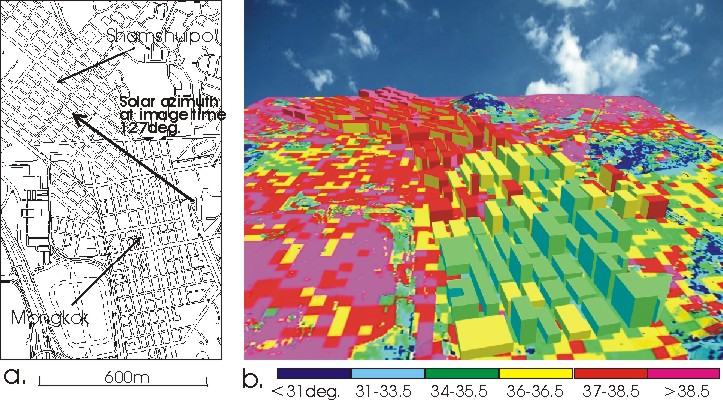 Shamshuipo
Solar azimuth
at image time
127deg.
Mongkok
a.
600m
b.
<31deg.
31-33.5
34-35.5
36-36.5
37-38.5
>38.5